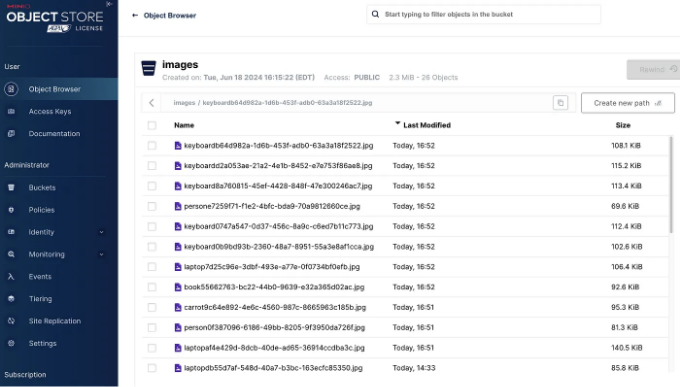 MINIO
OBJECT STORE
AGPL LICENSE
← Object Browser
Start typing to filter objects in the bucket
User
Object Browser
Access Keys
Documentation
Administrator
Buckets
Policies
Identity
Monitoring
Events
Tiering
Site Replication
Settings
Subscription
images
Created on: Tue, Jun 18 2024 16:15:22 (EDT) Access: PUBLIC 2.3 MiB - 26 Objects
Rewind
images / keyboardb64d982a-1d6b-453f-adb0-63a3a18f2522.jpg
Create new path
Name Last Modified Size
keyboardb64d982a-1d6b-453f-adb0-63a3a18f2522.jpg Today, 16:52 108.1 KiB
keyboardd2a053ae-21a2-4e1b-8452-e7e753f86ae8.jpg Today, 16:52 115.2 KiB
keyboard8a760815-45ef-4428-848f-47e300246ac7.jpg Today, 16:52 113.4 KiB
persone7259f71-f1e2-4bfc-bda9-70a9812660ce.jpg Today, 16:52 69.6 KiB
keyboard0747a547-0d37-456c-8a9c-c6ed7b11c773.jpg Today, 16:52 112.4 KiB
keyboard0b9bd93b-2360-48a7-8951-55a3e8af1cca.jpg Today, 16:52 102.6 KiB
laptop7d25c96e-3dbf-493e-a77e-0f0734bf0efb.jpg Today, 16:52 106.4 KiB
book55662763-bc22-44b0-9639-e32a365d02ac.jpg Today, 16:52 92.6 KiB
carrot9c64e892-4e6c-4560-987c-8665963c185b.jpg Today, 16:51 95.3 KiB
person0f387096-6186-49bb-8205-9f3950da726f.jpg Today, 16:51 81.3 KiB
laptopaf4e429d-8dcb-40de-ad65-36914ccdba3c.jpg Today, 16:51 140.5 KiB
laptopdb55d7af-548d-40a7-b3bc-163ecfc85350.jpg Today, 14:33 85.8 KiB